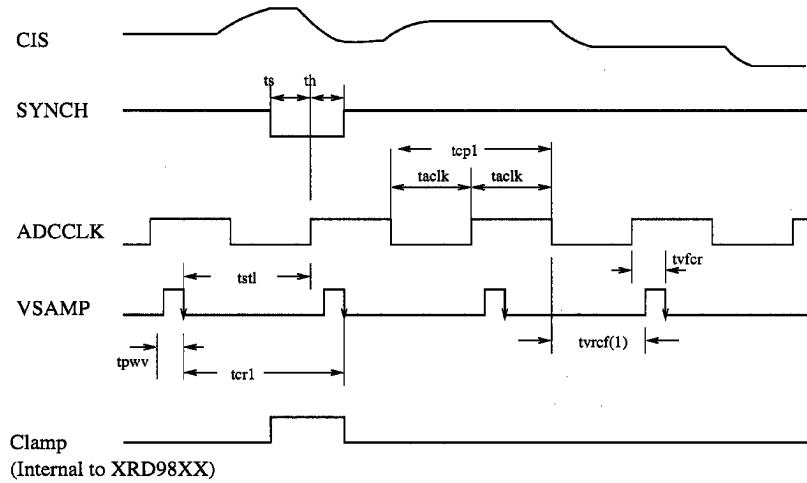 CIS
ts
th
SYNCH
tcp1
taclk
taclk
ADCCLK
tvfcr
tstl
VSAMP
tpwv
tcr1
tvrcf(1)
Clamp
(Internal to XRD98XX)